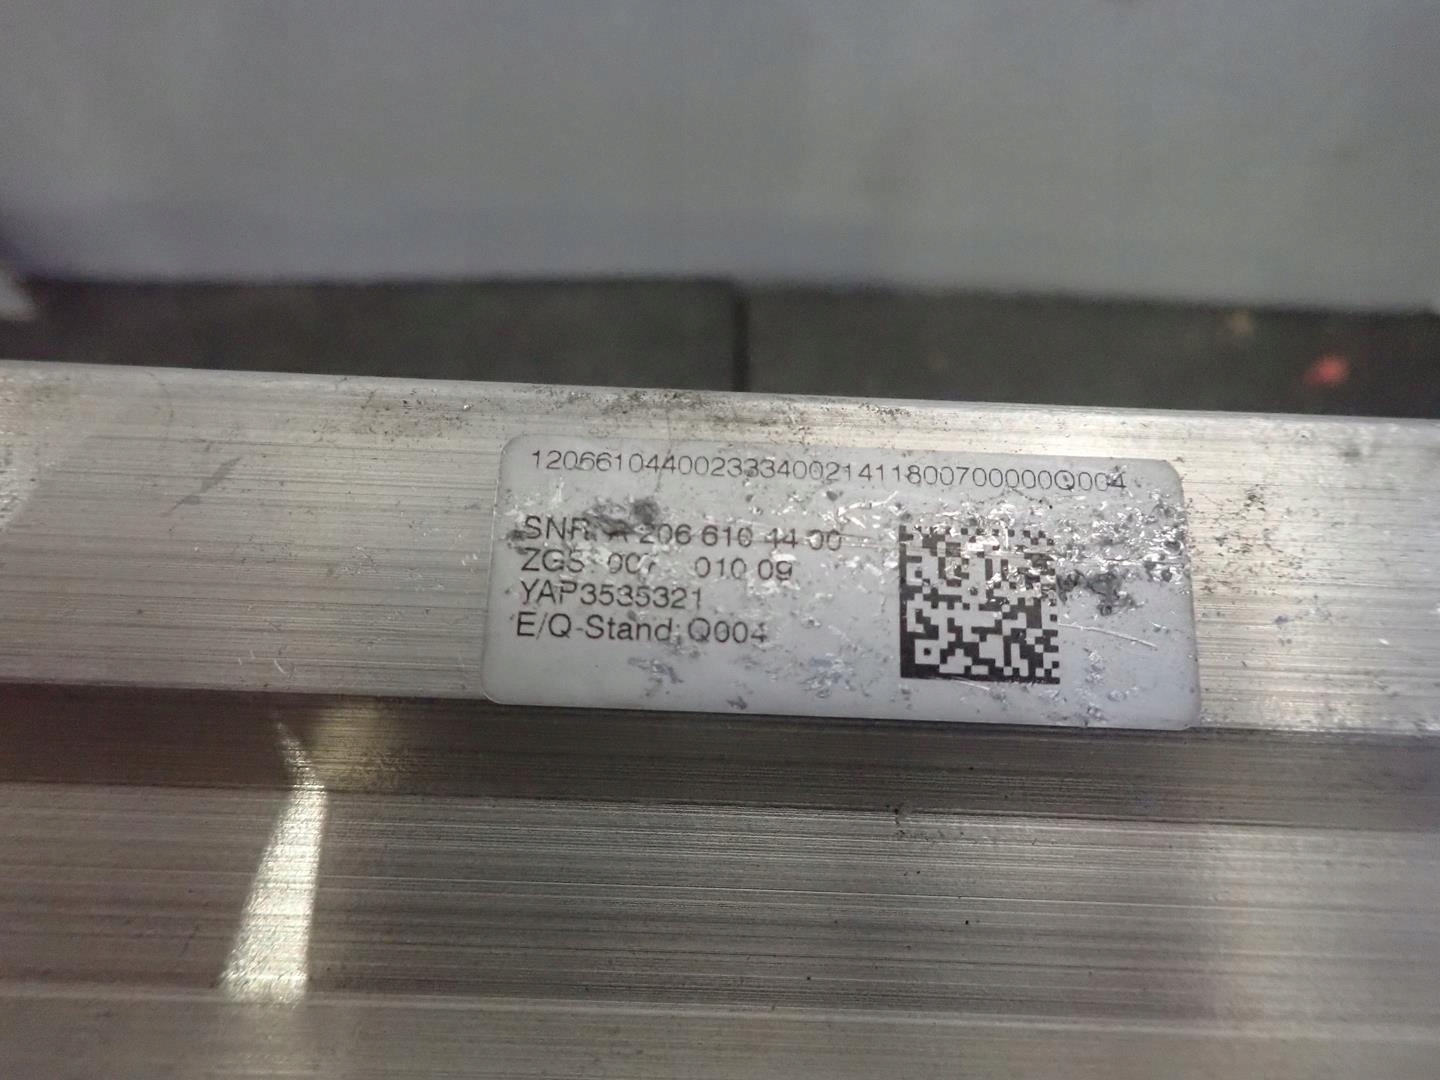 120661044002333400214118007000000Q004
SNR A 206 610 44 00
ZGS 007 010 09
YAP3535321
E/Q-Stand:Q004